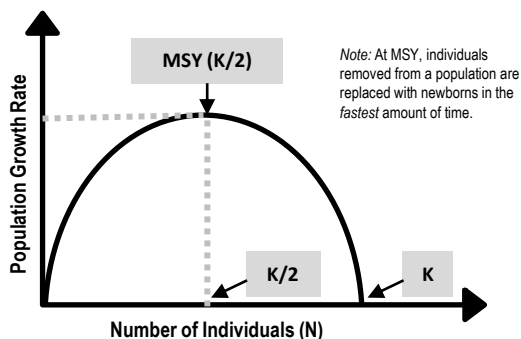 MSY (K/2)
Note: At MSY, individuals
removed from a population are
replaced with newborns in the
fastest amount of time.
Population Growth Rate
K/2
K
Number of Individuals (N)